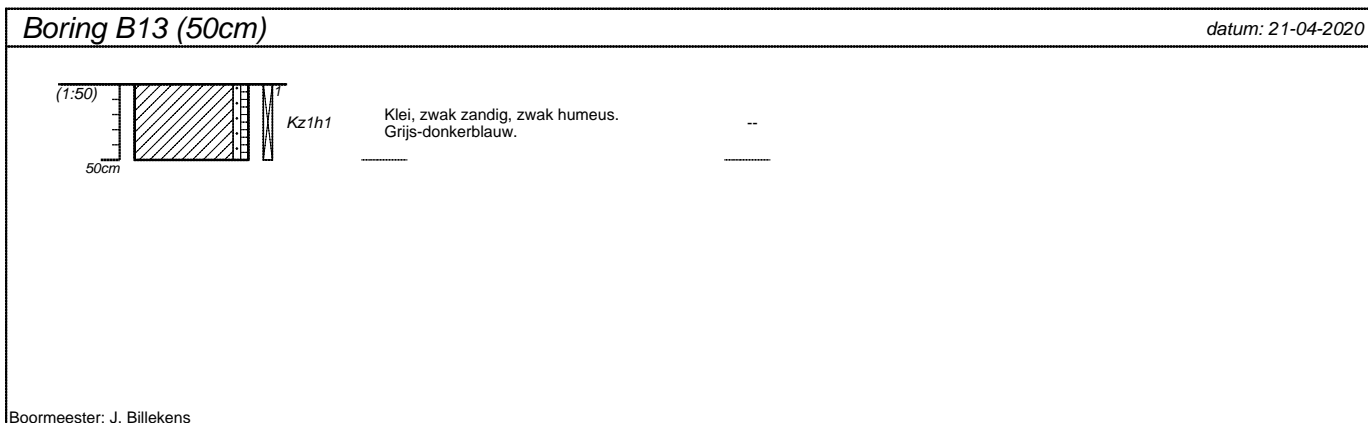 Boring B13 (50cm)
datum: 21-04-2020
(1:50)
1
Kz1h1
Klei, zwak zandig, zwak humeus.
Grijs-donkerblauw.
--
50cm
Boormeester: J. Billekens